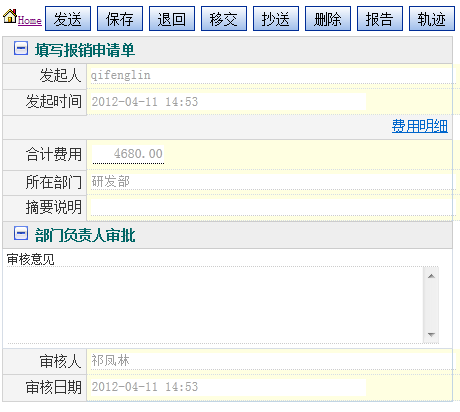 Home 发送 保存 退回 移交 抄送 删除 报告 轨迹
填写报销申请单
发起人 qifenglin
发起时间 2012-04-11 14:53
费用明细
合计费用 4680.00
所在部门 研发部
摘要说明
部门负责人审批
审核意见
审核人 祁凤林
审核日期 2012-04-11 14:53